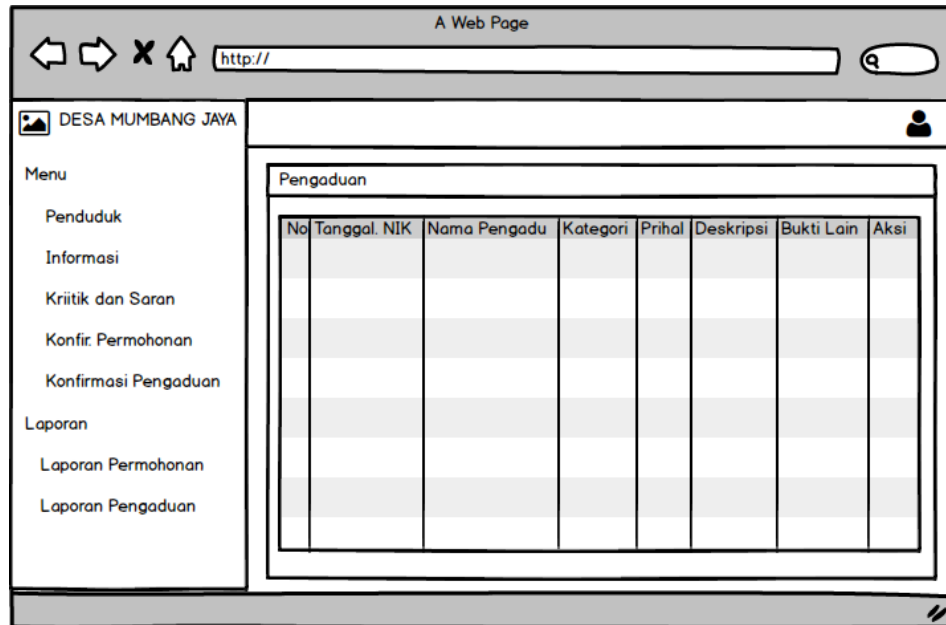 A Web Page
http://
DESA MUMBANG JAYA
Menu
Penduduk
Informasi
Kriitik dan Saran
Konfir. Permohonan
Konfirmasi Pengaduan
Laporan
Laporan Permohonan
Laporan Pengaduan
Pengaduan
No Tanggal. NIK Nama Pengadu Kategori Prihal Deskripsi Bukti Lain Aksi